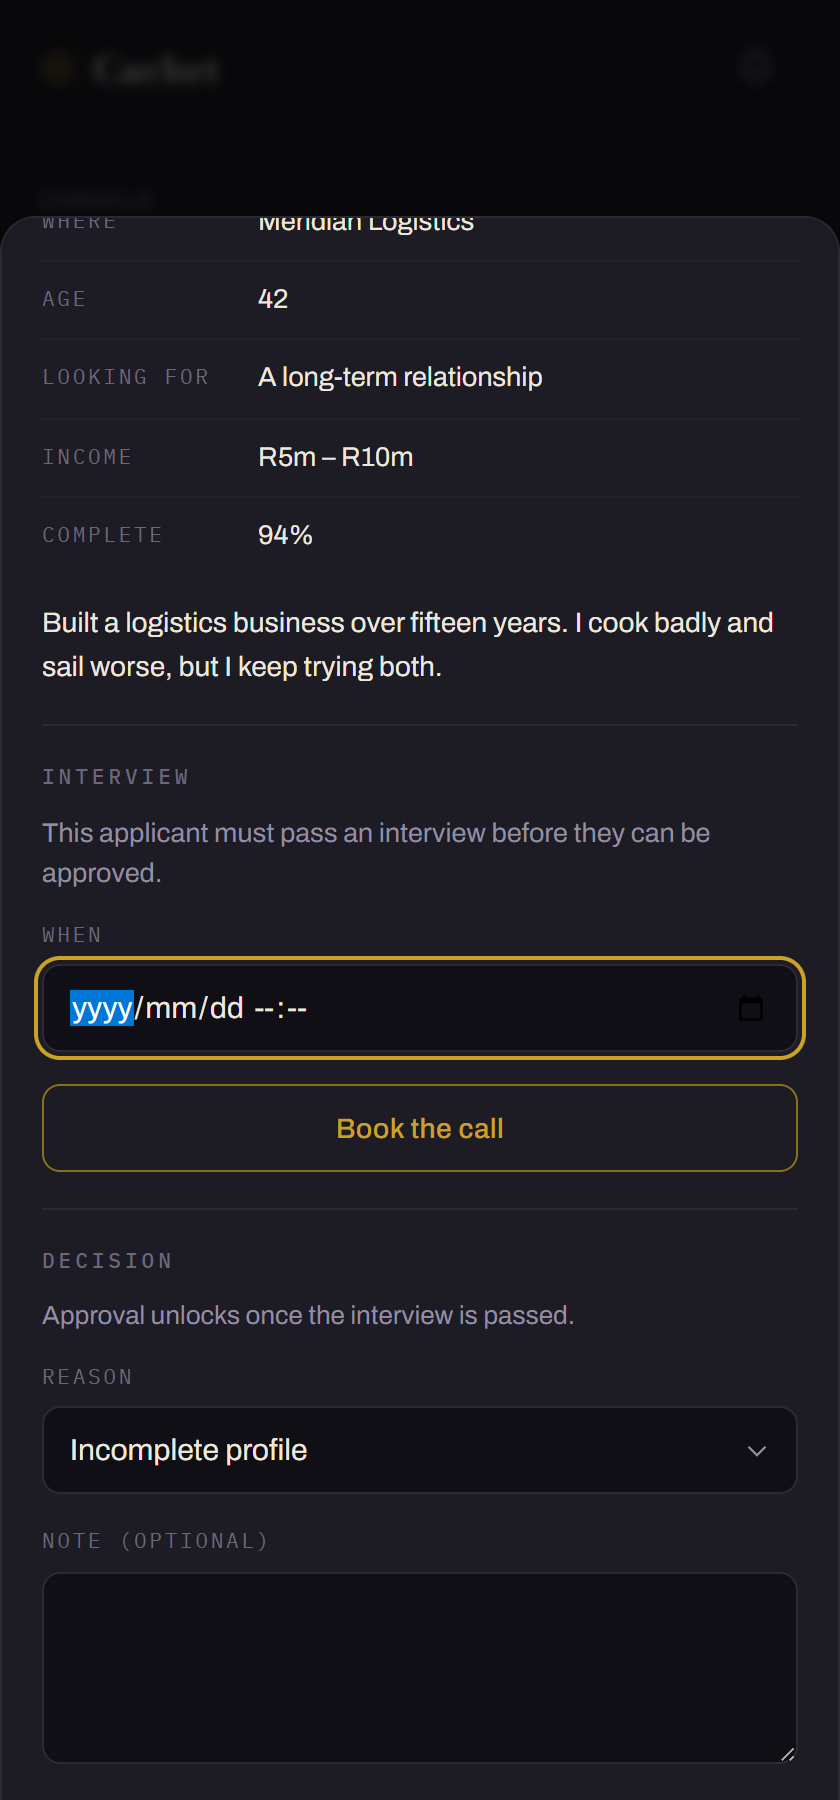 Cachet
WHERE Meridian Logistics
AGE 42
LOOKING FOR A long-term relationship
INCOME R5m – R10m
COMPLETE 94%
Built a logistics business over fifteen years. I cook badly and
sail worse, but I keep trying both.
INTERVIEW
This applicant must pass an interview before they can be
approved.
WHEN
yyyy/mm/dd --:--
Book the call
DECISION
Approval unlocks once the interview is passed.
REASON
Incomplete profile
NOTE (OPTIONAL)